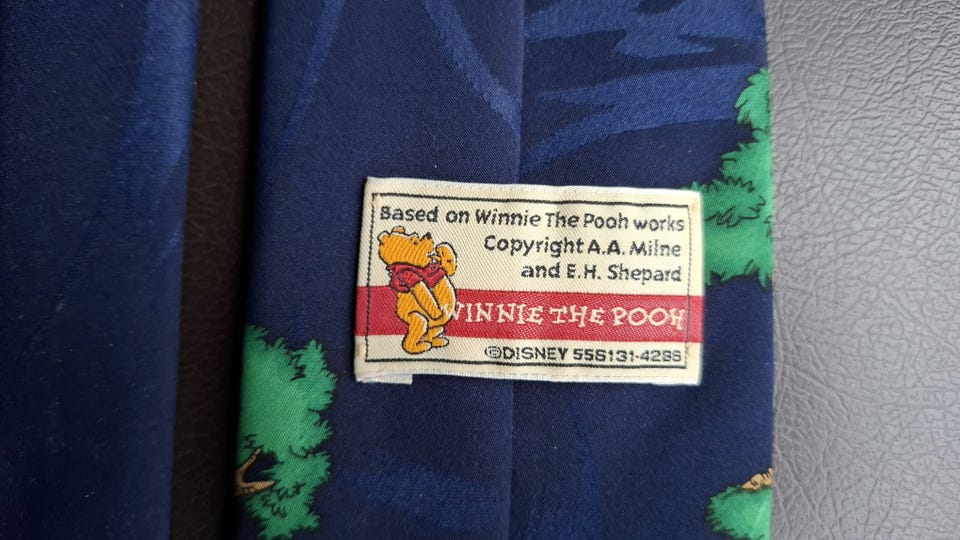 Based on Winnie The Pooh works
Copyright A.A. Milne
and E.H. Shepard
WINNIE THE POOH
©DISNEY 556131-4286